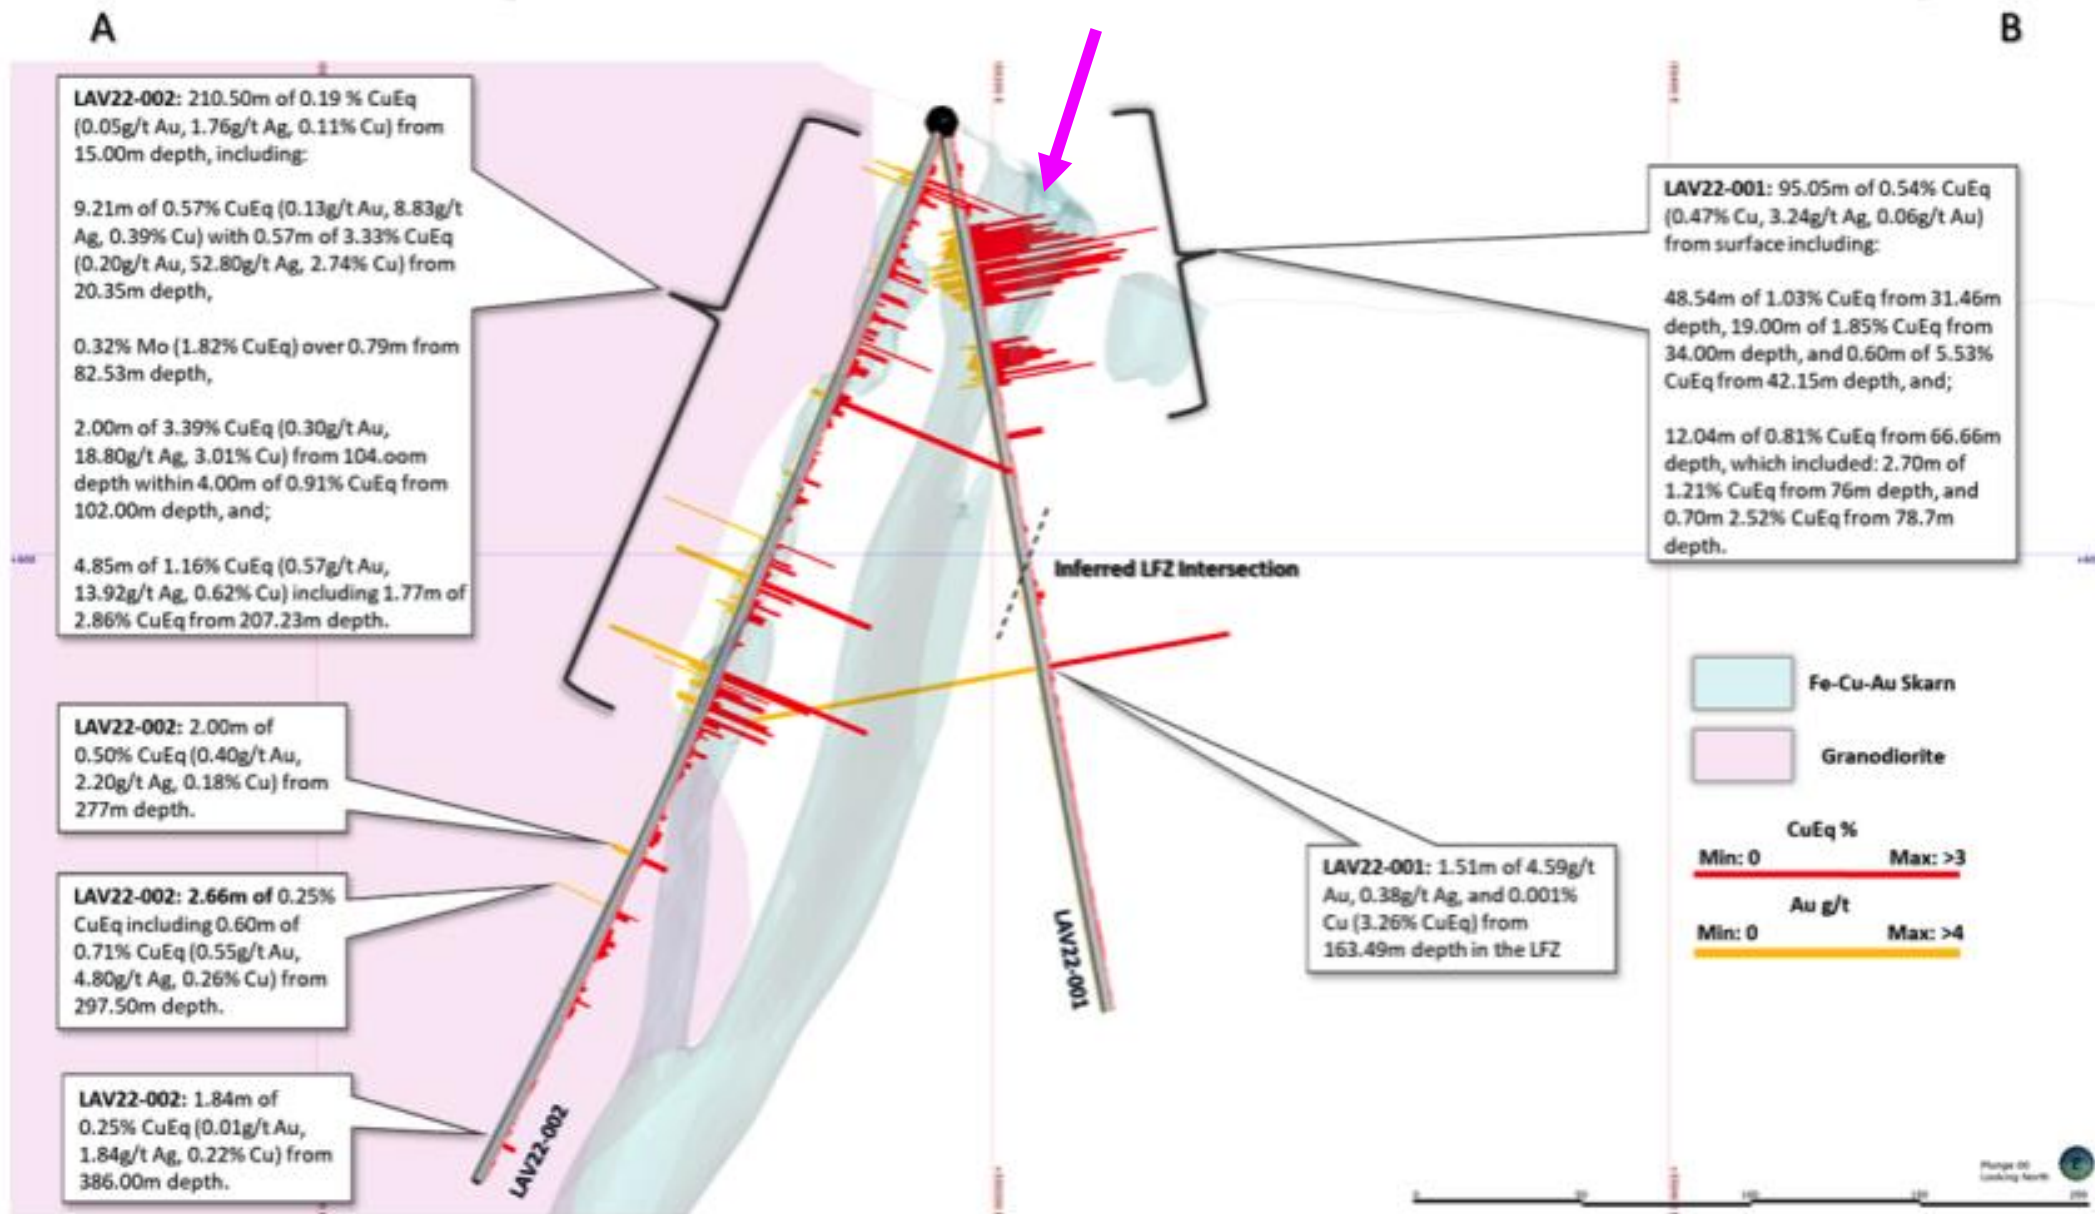 A
B
LAV22-002: 210.50m of 0.19 % CuEq
(0.05g/t Au, 1.76g/t Ag, 0.11% Cu) from
15.00m depth, including:
9.21m of 0.57% CuEq (0.13g/t Au, 8.83g/t
Ag, 0.39% Cu) with 0.57m of 3.33% CuEq
(0.20g/t Au, 52.80g/t Ag, 2.74% Cu) from
20.35m depth,
0.32% Mo (1.82% CuEq) over 0.79m from
82.53m depth,
2.00m of 3.39% CuEq (0.30g/t Au,
18.80g/t Ag, 3.01% Cu) from 104.oom
depth within 4.00m of 0.91% CuEq from
102.00m depth, and;
4.85m of 1.16% CuEq (0.57g/t Au,
13.92g/t Ag, 0.62% Cu) including 1.77m of
2.86% CuEq from 207.23m depth.
LAV22-002: 2.00m of
0.50% CuEq (0.40g/t Au,
2.20g/t Ag, 0.18% Cu) from
277m depth.
LAV22-002: 2.66m of 0.25%
CuEq including 0.60m of
0.71% CuEq (0.55g/t Au,
4.80g/t Ag, 0.26% Cu) from
297.50m depth.
LAV22-002: 1.84m of
0.25% CuEq (0.01g/t Au,
1.84g/t Ag, 0.22% Cu) from
386.00m depth.
LAV22-002
LAV22-001
Inferred LFZ Intersection
LAV22-001: 95.05m of 0.54% CuEq
(0.47% Cu, 3.24g/t Ag, 0.06g/t Au)
from surface including:
48.54m of 1.03% CuEq from 31.46m
depth, 19.00m of 1.85% CuEq from
34.00m depth, and 0.60m of 5.53%
CuEq from 42.15m depth, and;
12.04m of 0.81% CuEq from 66.66m
depth, which included: 2.70m of
1.21% CuEq from 76m depth, and
0.70m 2.52% CuEq from 78.7m
depth.
LAV22-001: 1.51m of 4.59g/t
Au, 0.38g/t Ag, and 0.001%
Cu (3.26% CuEq) from
163.49m depth in the LFZ
Fe-Cu-Au Skarn
Granodiorite
CuEq %
Min: 0 Max: >3
Au g/t
Min: 0 Max: >4
Plunge 00
Looking North
0 50 100 150 200